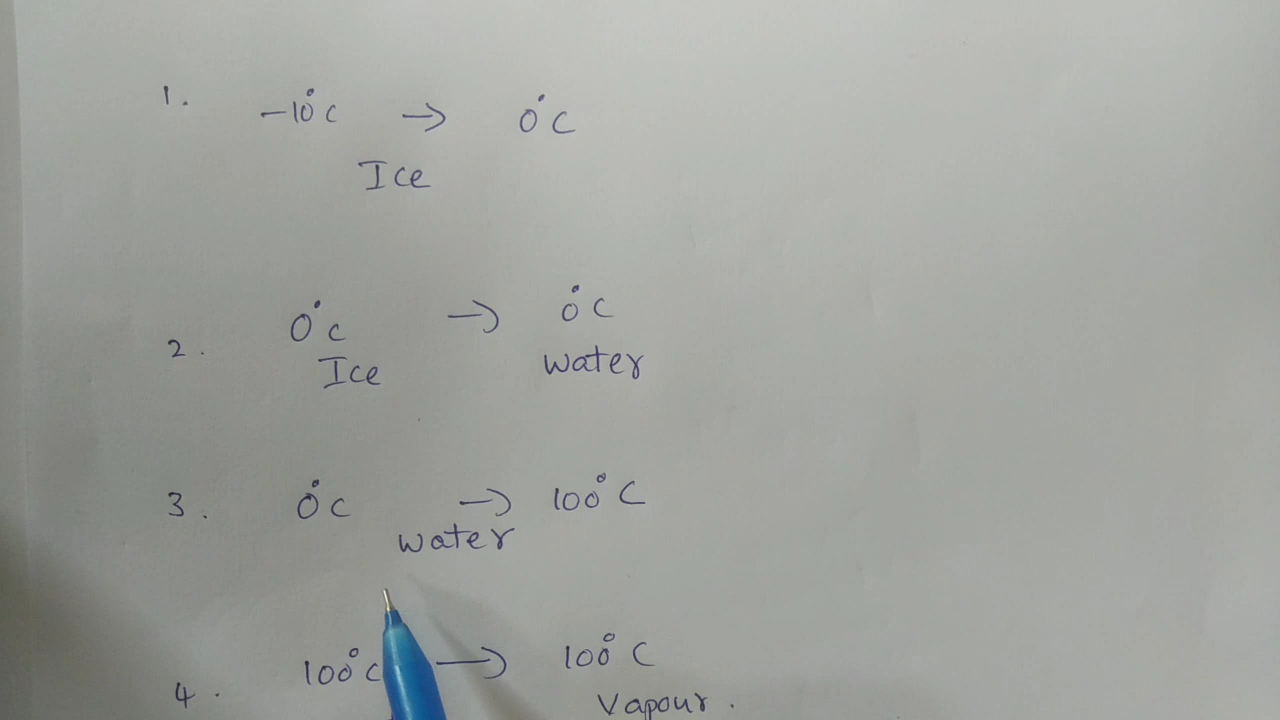 1. -10°C → 0°C
Ice
2. 0°C → 0°C
Ice water
3. 0°C → 100°C
water
4. 100°C → 100°C
Vapour.